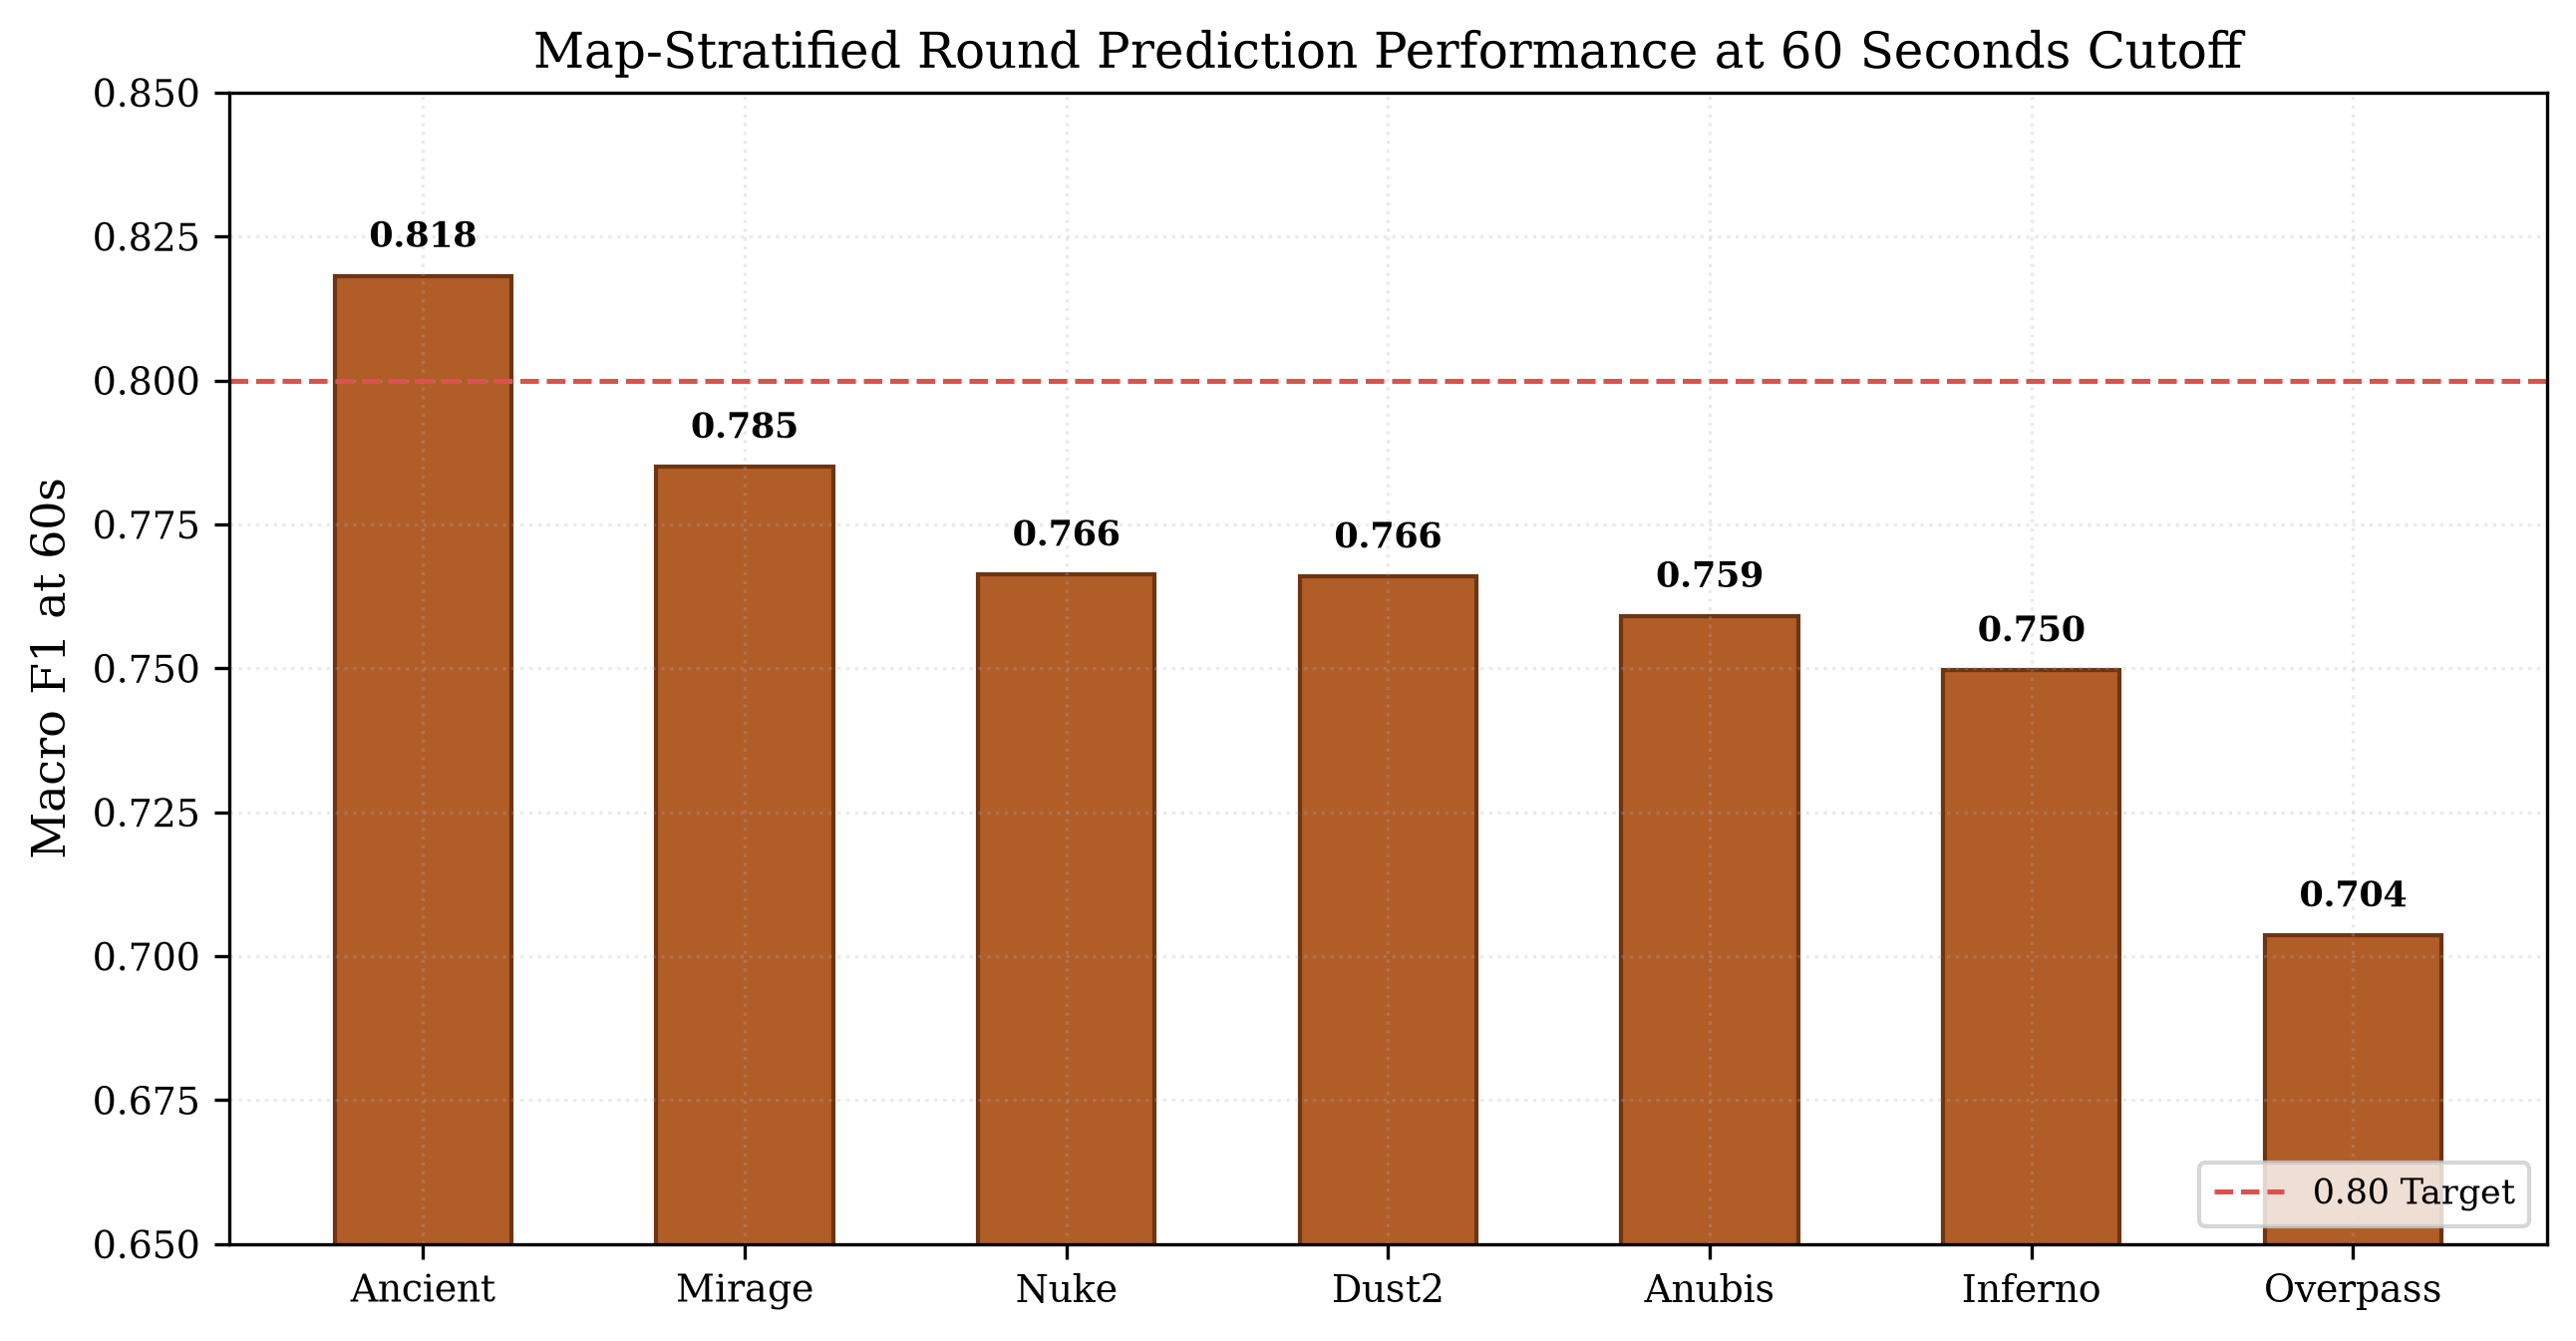 Map-Stratified Round Prediction Performance at 60 Seconds Cutoff
Macro F1 at 60s
0.850
0.825
0.800
0.775
0.750
0.725
0.700
0.675
0.650
0.818
0.785
0.766
0.766
0.759
0.750
0.704
0.80 Target
Ancient
Mirage
Nuke
Dust2
Anubis
Inferno
Overpass